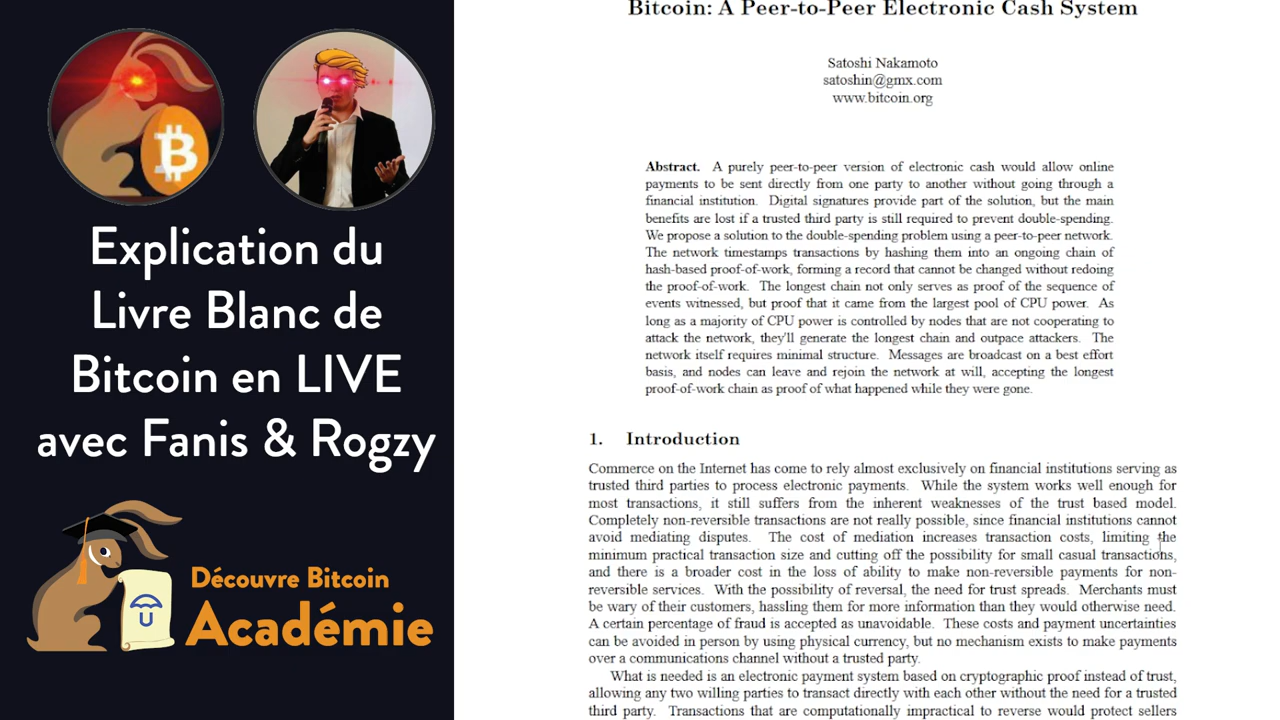 Explication du
Livre Blanc de
Bitcoin en LIVE
avec Fanis & Rogzy
Découvre Bitcoin
Académie
Bitcoin: A Peer-to-Peer Electronic Cash System
Satoshi Nakamoto
satoshin@gmx.com
www.bitcoin.org
Abstract. A purely peer-to-peer version of electronic cash would allow online
payments to be sent directly from one party to another without going through a
financial institution. Digital signatures provide part of the solution, but the main
benefits are lost if a trusted third party is still required to prevent double-spending.
We propose a solution to the double-spending problem using a peer-to-peer network.
The network timestamps transactions by hashing them into an ongoing chain of
hash-based proof-of-work, forming a record that cannot be changed without redoing
the proof-of-work. The longest chain not only serves as proof of the sequence of
events witnessed, but proof that it came from the largest pool of CPU power. As
long as a majority of CPU power is controlled by nodes that are not cooperating to
attack the network, they'll generate the longest chain and outpace attackers. The
network itself requires minimal structure. Messages are broadcast on a best effort
basis, and nodes can leave and rejoin the network at will, accepting the longest
proof-of-work chain as proof of what happened while they were gone.
1. Introduction
Commerce on the Internet has come to rely almost exclusively on financial institutions serving as
trusted third parties to process electronic payments. While the system works well enough for
most transactions, it still suffers from the inherent weaknesses of the trust based model.
Completely non-reversible transactions are not really possible, since financial institutions cannot
avoid mediating disputes. The cost of mediation increases transaction costs, limiting the
minimum practical transaction size and cutting off the possibility for small casual transactions,
and there is a broader cost in the loss of ability to make non-reversible payments for non-
reversible services. With the possibility of reversal, the need for trust spreads. Merchants must
be wary of their customers, hassling them for more information than they would otherwise need.
A certain percentage of fraud is accepted as unavoidable. These costs and payment uncertainties
can be avoided in person by using physical currency, but no mechanism exists to make payments
over a communications channel without a trusted party.
What is needed is an electronic payment system based on cryptographic proof instead of trust,
allowing any two willing parties to transact directly with each other without the need for a trusted
third party. Transactions that are computationally impractical to reverse would protect sellers